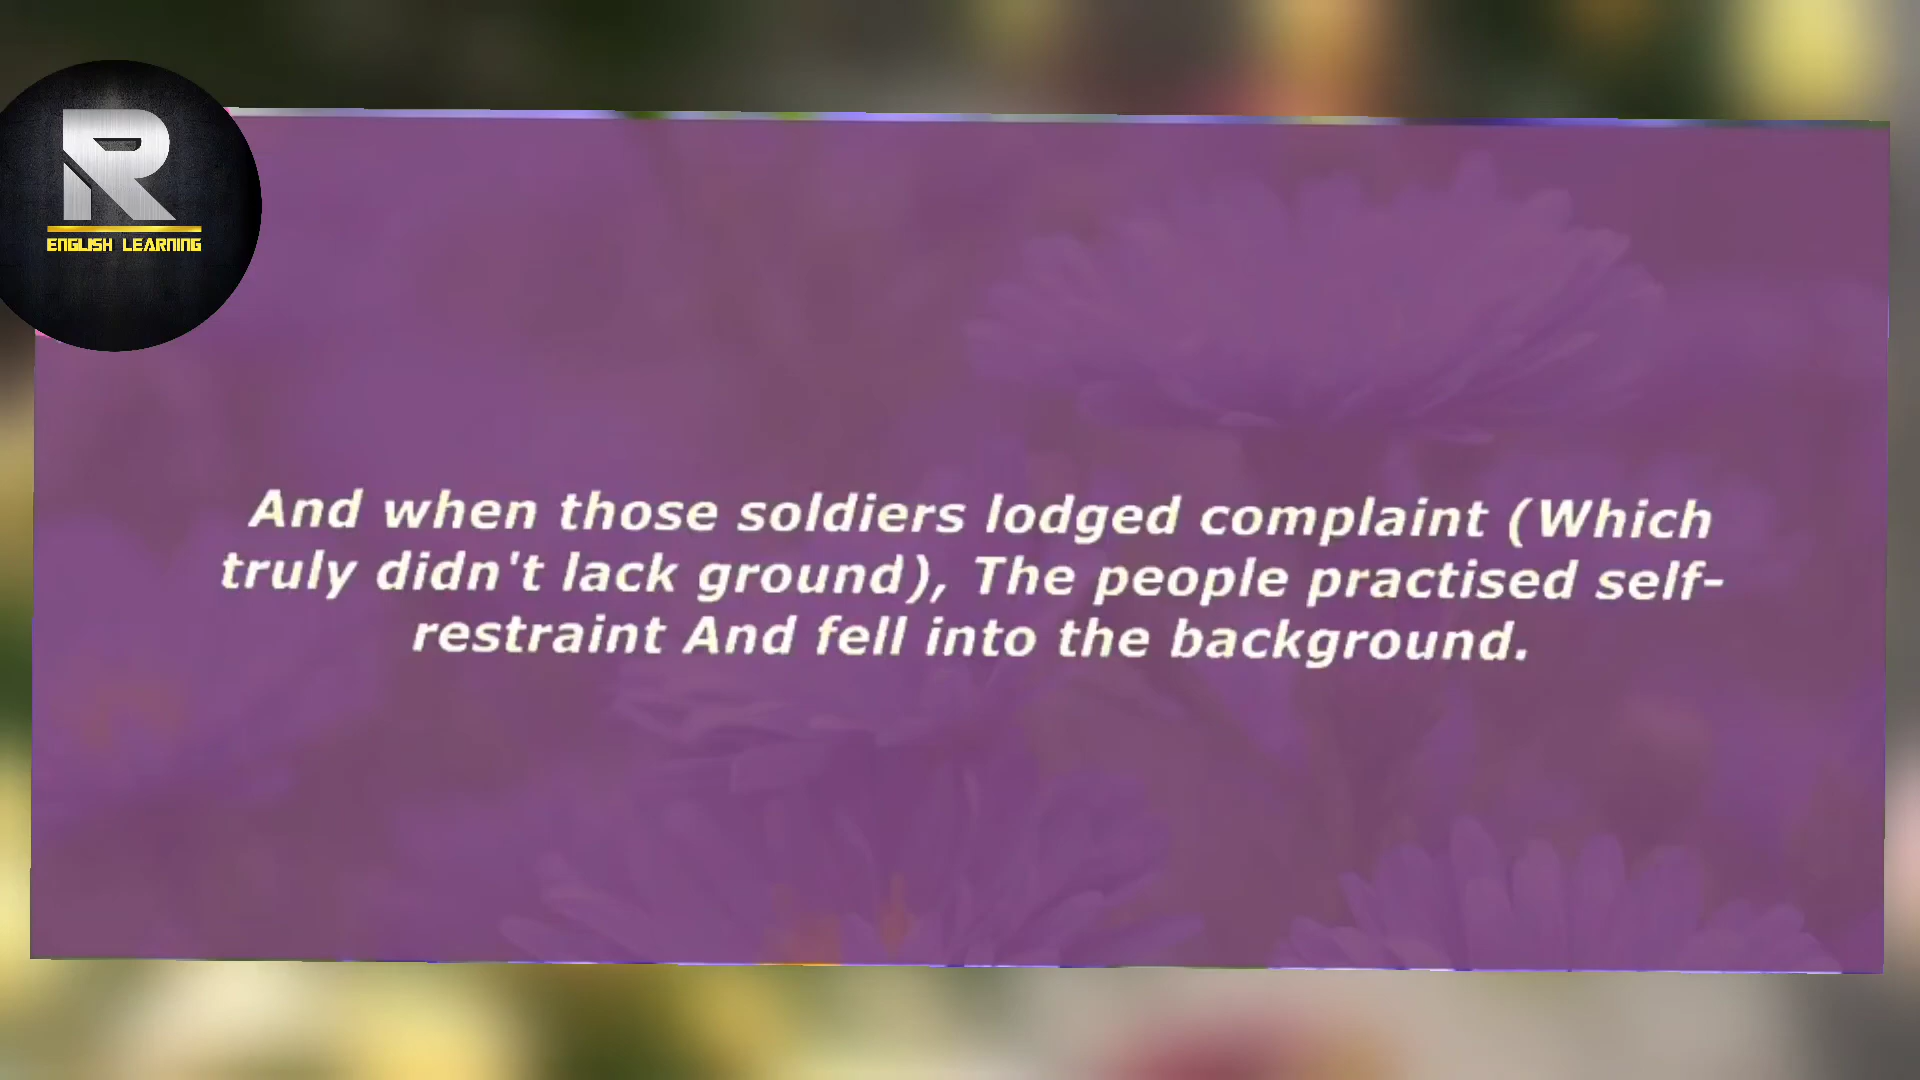 R
ENGLISH LEARNING
And when those soldiers lodged complaint (Which
truly didn't lack ground), The people practised self-
restraint And fell into the background.